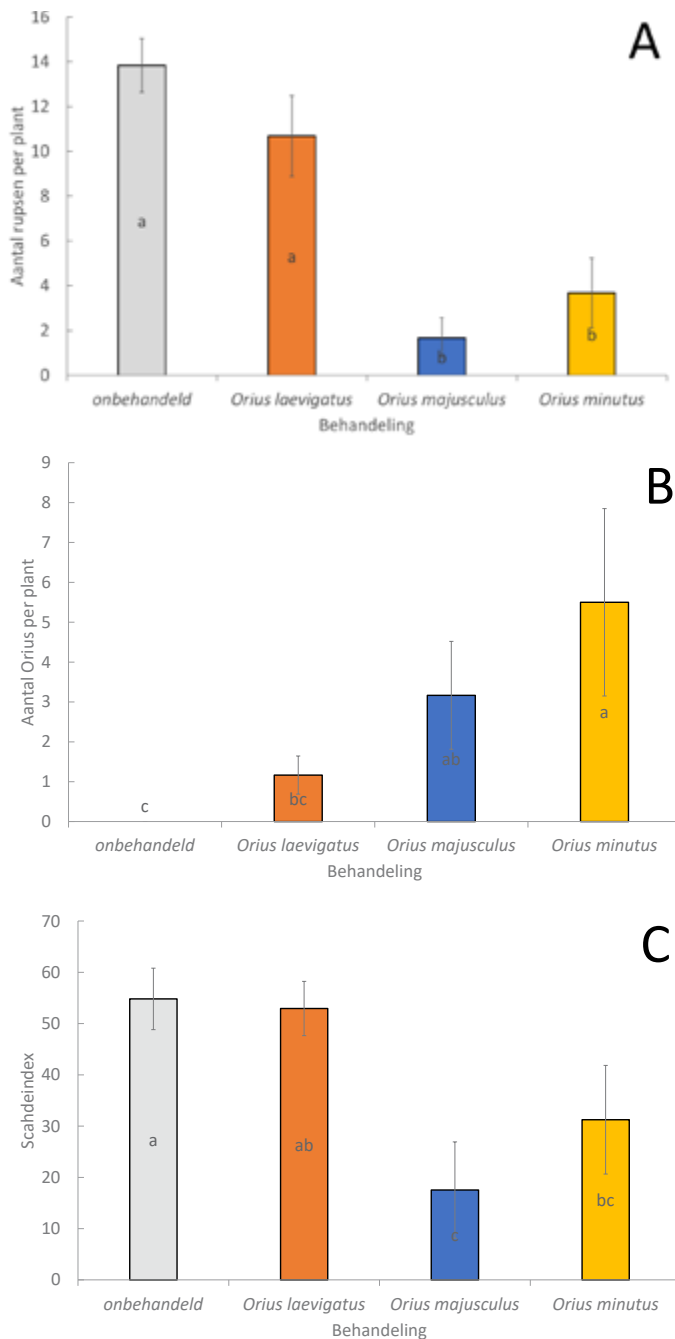 A
Aantal rupsen per plant
16
14
12
10
8
6
4
2
0
a
a
b
b
onbehandeld Orius laevigatus Orius majusculus Orius minutus
Behandeling
B
Aantal Orius per plant
9
8
7
6
5
4
3
2
1
0
c
bc
ab
a
onbehandeld Orius laevigatus Orius majusculus Orius minutus
Behandeling
C
Scahdeindex
70
60
50
40
30
20
10
0
a
ab
c
bc
onbehandeld Orius laevigatus Orius majusculus Orius minutus
Behandeling